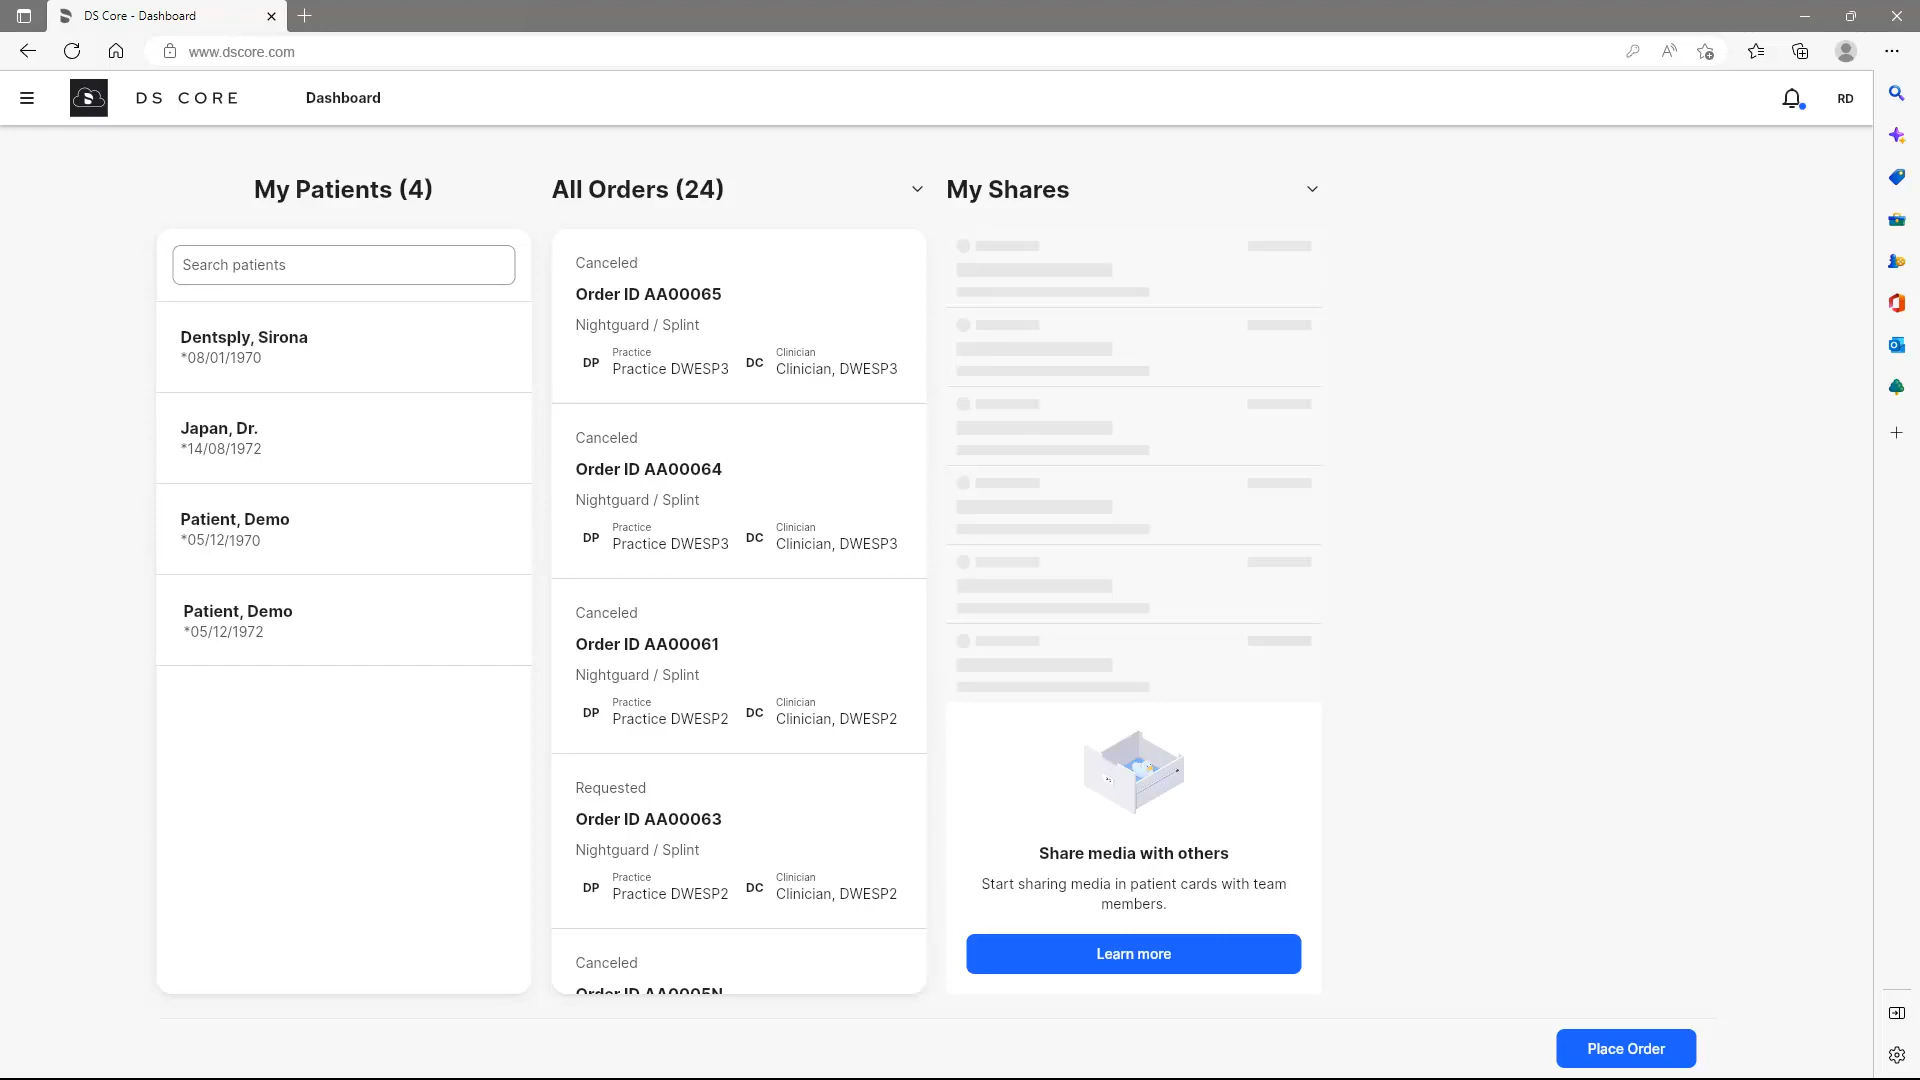 DS Core - Dashboard
www.dscore.com
DS CORE
Dashboard
RD
My Patients (4)
Search patients
Dentsply, Sirona
*08/01/1970
Japan, Dr.
*14/08/1972
Patient, Demo
*05/12/1970
Patient, Demo
*05/12/1972
All Orders (24)
Canceled
Order ID AA00065
Nightguard / Splint
DP
Practice
Practice DWESP3
DC
Clinician
Clinician, DWESP3
Canceled
Order ID AA00064
Nightguard / Splint
DP
Practice
Practice DWESP3
DC
Clinician
Clinician, DWESP3
Canceled
Order ID AA00061
Nightguard / Splint
DP
Practice
Practice DWESP2
DC
Clinician
Clinician, DWESP2
Requested
Order ID AA00063
Nightguard / Splint
DP
Practice
Practice DWESP2
DC
Clinician
Clinician, DWESP2
Canceled
Order ID AA0005N
My Shares
Share media with others
Start sharing media in patient cards with team
members.
Learn more
Place Order